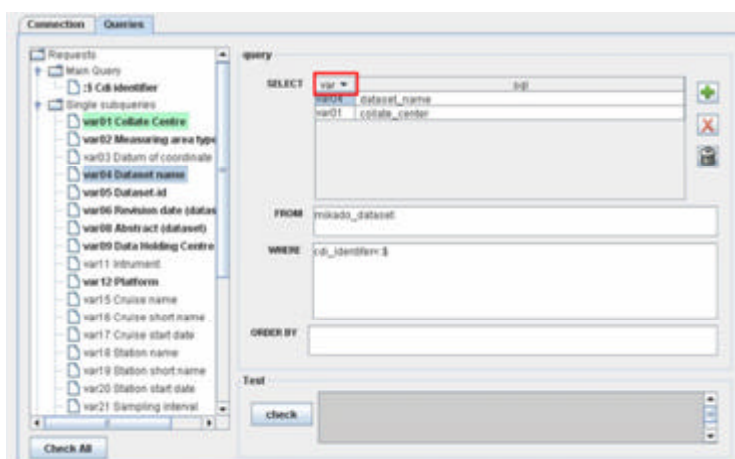 Connection Queries
Requests
Main Query
:$ Cdi identifier
Single subqueries
var01 Collate Centre
var02 Measuring area type
var03 Datum of coordinate
var04 Dataset name
var05 Dataset-id
var06 Revision date (datas
var08 Abstract (dataset)
var09 Data Holding Centre
var11 Intrument
var12 Platform
var15 Cruise name
var16 Cruise short name
var17 Cruise start date
var18 Station name
var19 Station short name
var20 Station start date
var21 Sampling interval
Check All
query
SELECT
var sql
var04 dataset_name
var01 collate_center
FROM mikado_dataset
WHERE cdi_identifer=:$
ORDER BY
Test
check